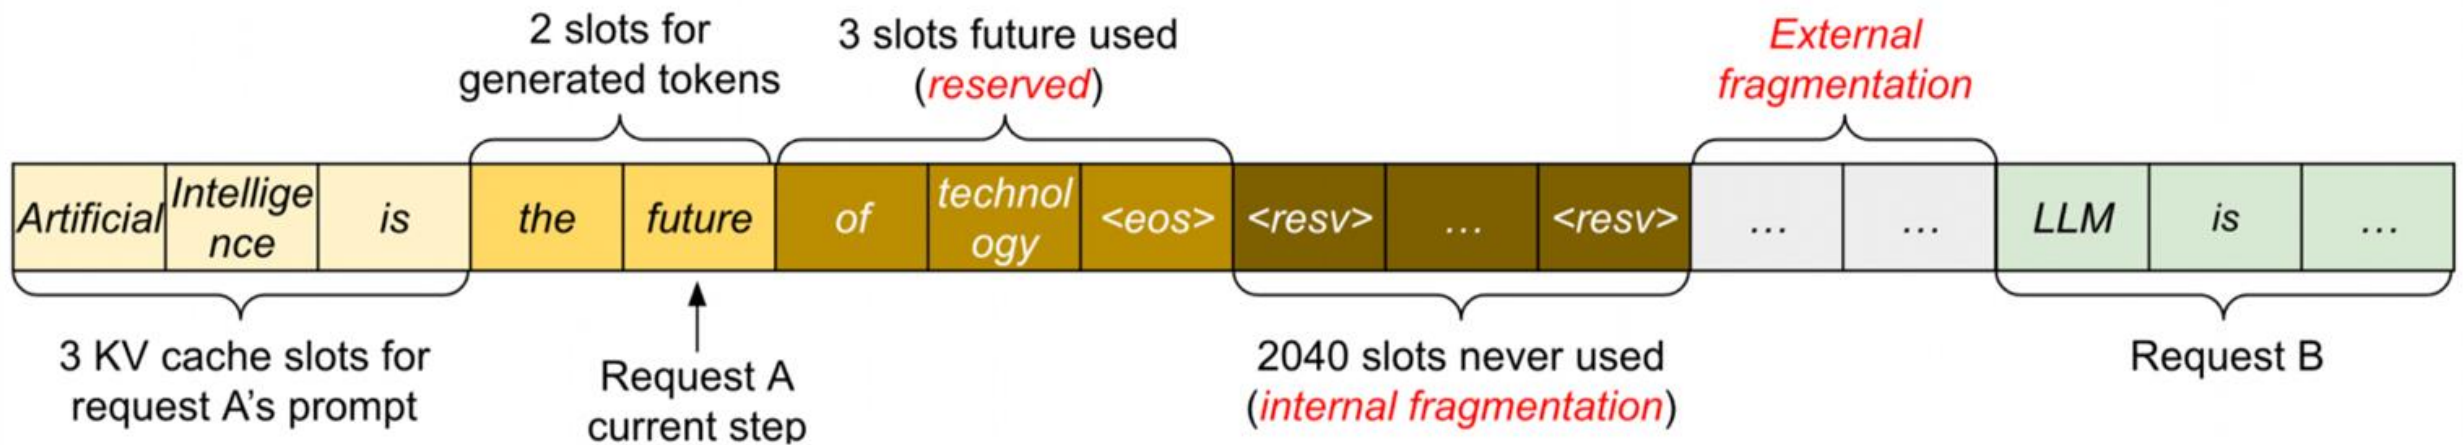 2 slots for
generated tokens
3 slots future used
(reserved)
External
fragmentation
Artificial
Intellige
nce
is
the
future
of
technol
ogy
<eos>
<resv>
...
<resv>
...
...
LLM
is
...
3 KV cache slots for
request A’s prompt
Request A
current step
2040 slots never used
(internal fragmentation)
Request B